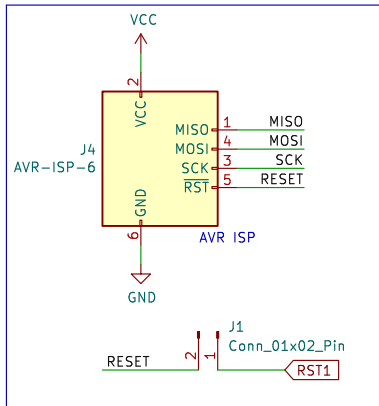 VCC
2
VCC
J4
AVR-ISP-6
MISO 1 MISO
MOSI 4 MOSI
SCK 3 SCK
RST 5 RESET
GND
6
AVR ISP
GND
J1
Conn_01x02_Pin
RESET 2 1 RST1